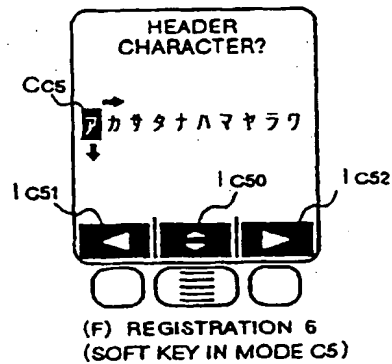 HEADER
CHARACTER?
Cc5
ア カ サ タ ナ ハ マ ヤ ラ ワ
I c51
I c50
I c52
(F) REGISTRATION 6
(SOFT KEY IN MODE C5)